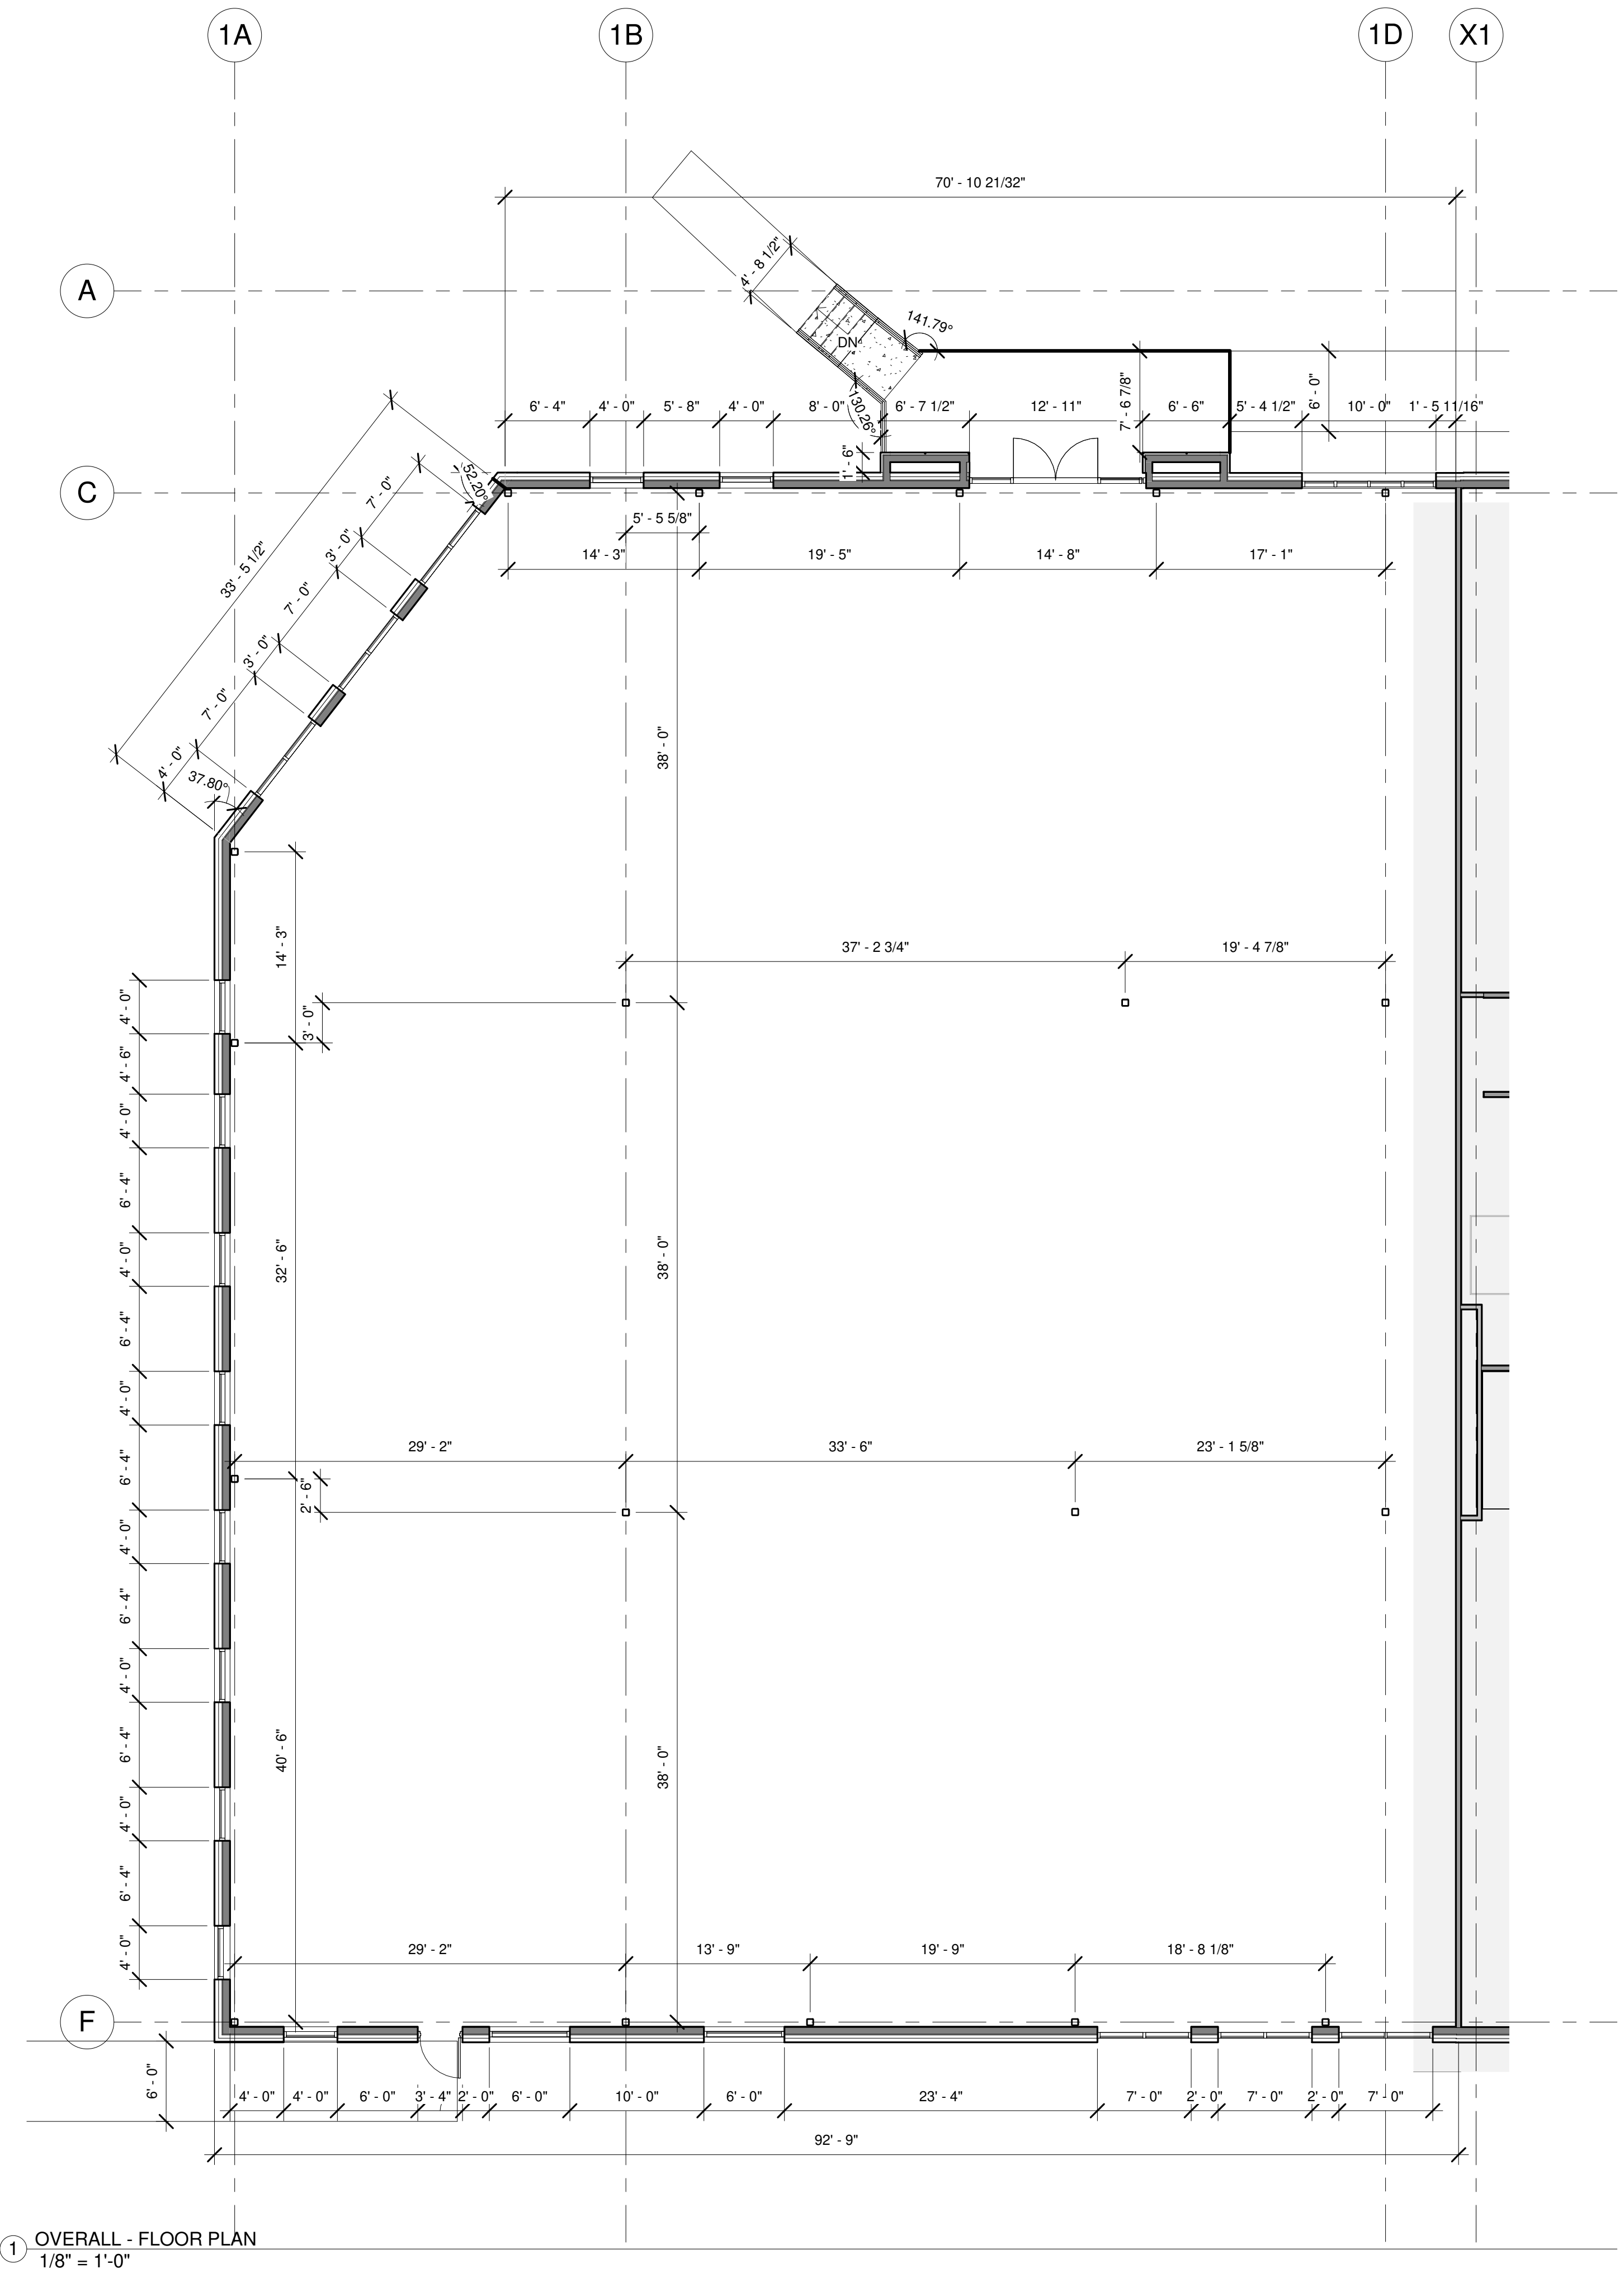 1A
1B
1D
X1
70' - 10 21/32"
A
4' - 8 1/2"
141.79°
DN
6' - 4"
4' - 0"
5' - 8"
4' - 0"
8' - 0"
130.26°
6' - 7 1/2"
12' - 11"
7' - 6 7/8"
6' - 6"
5' - 4 1/2"
6' - 0"
10' - 0"
1' - 5 11/16"
1' - 6"
C
52.20°
7' - 0"
5' - 5 5/8"
33' - 5 1/2"
3' - 0"
14' - 3"
19' - 5"
14' - 8"
17' - 1"
7' - 0"
3' - 0"
7' - 0"
4' - 0"
37.80°
38' - 0"
14' - 3"
37' - 2 3/4"
19' - 4 7/8"
4' - 0"
3' - 0"
4' - 6"
4' - 0"
6' - 4"
4' - 0"
32' - 6"
38' - 0"
6' - 4"
4' - 0"
29' - 2"
33' - 6"
23' - 1 5/8"
6' - 4"
2' - 6"
4' - 0"
6' - 4"
4' - 0"
6' - 4"
40' - 6"
38' - 0"
4' - 0"
6' - 4"
4' - 0"
29' - 2"
13' - 9"
19' - 9"
18' - 8 1/8"
F
6' - 0"
4' - 0"
4' - 0"
6' - 0"
3' - 4"
2' - 0"
6' - 0"
10' - 0"
6' - 0"
23' - 4"
7' - 0"
2' - 0"
7' - 0"
2' - 0"
7' - 0"
92' - 9"
1
OVERALL - FLOOR PLAN
1/8" = 1'-0"